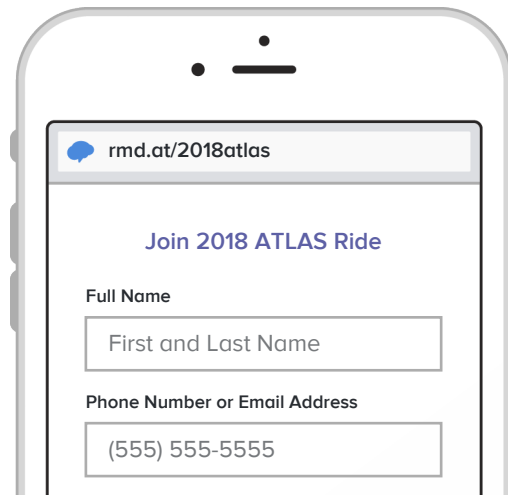 rmd.at/2018atlas
Join 2018 ATLAS Ride
Full Name
First and Last Name
Phone Number or Email Address
(555) 555-5555